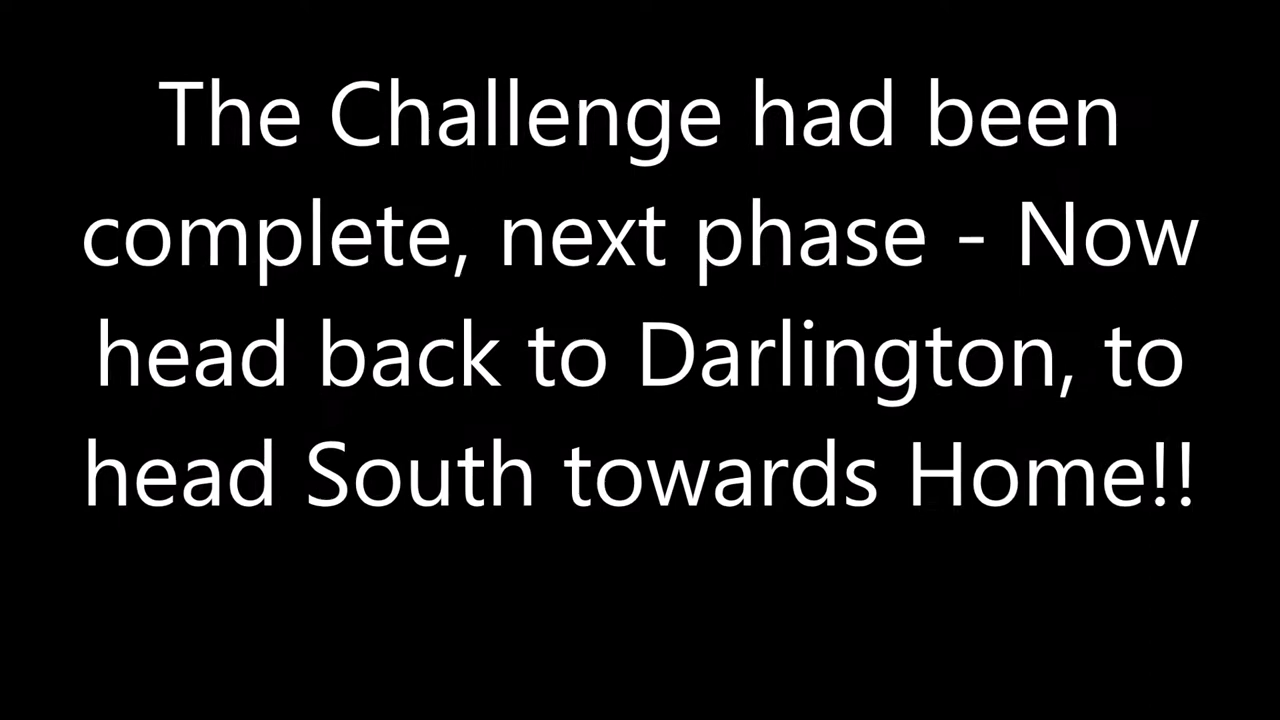 The Challenge had been
complete, next phase - Now
head back to Darlington, to
head South towards Home!!